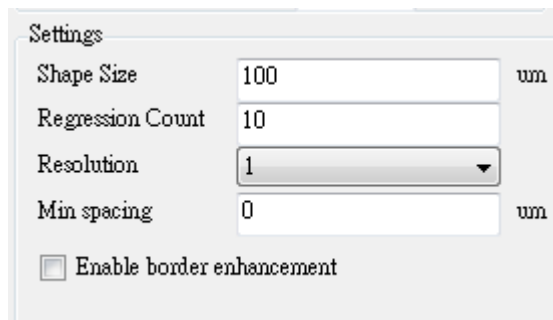 Settings
Shape Size 100 um
Regression Count 10
Resolution 1
Min spacing 0 um
Enable border enhancement